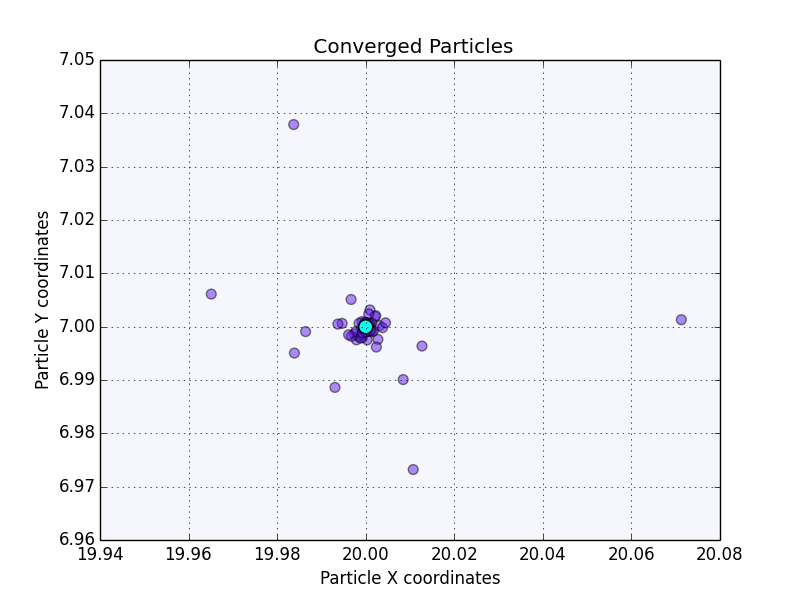 Converged Particles
7.05
7.04
7.03
7.02
7.01
7.00
6.99
6.98
6.97
6.96
Particle Y coordinates
19.94 19.96 19.98 20.00 20.02 20.04 20.06 20.08
Particle X coordinates